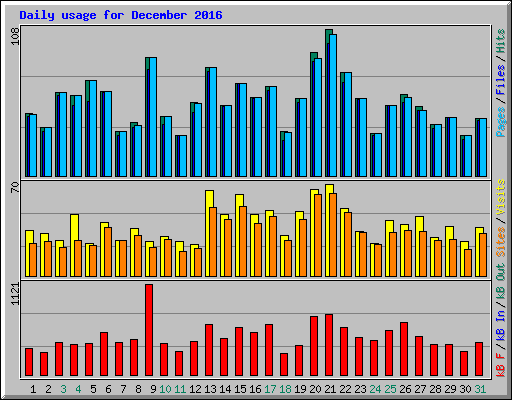 Daily usage for December 2016
108
Pages / Files / Hits
70
Sites / Visits
1121
kB F / kB In / kB Out
1 2 3 4 5 6 7 8 9 10 11 12 13 14 15 16 17 18 19 20 21 22 23 24 25 26 27 28 29 30 31